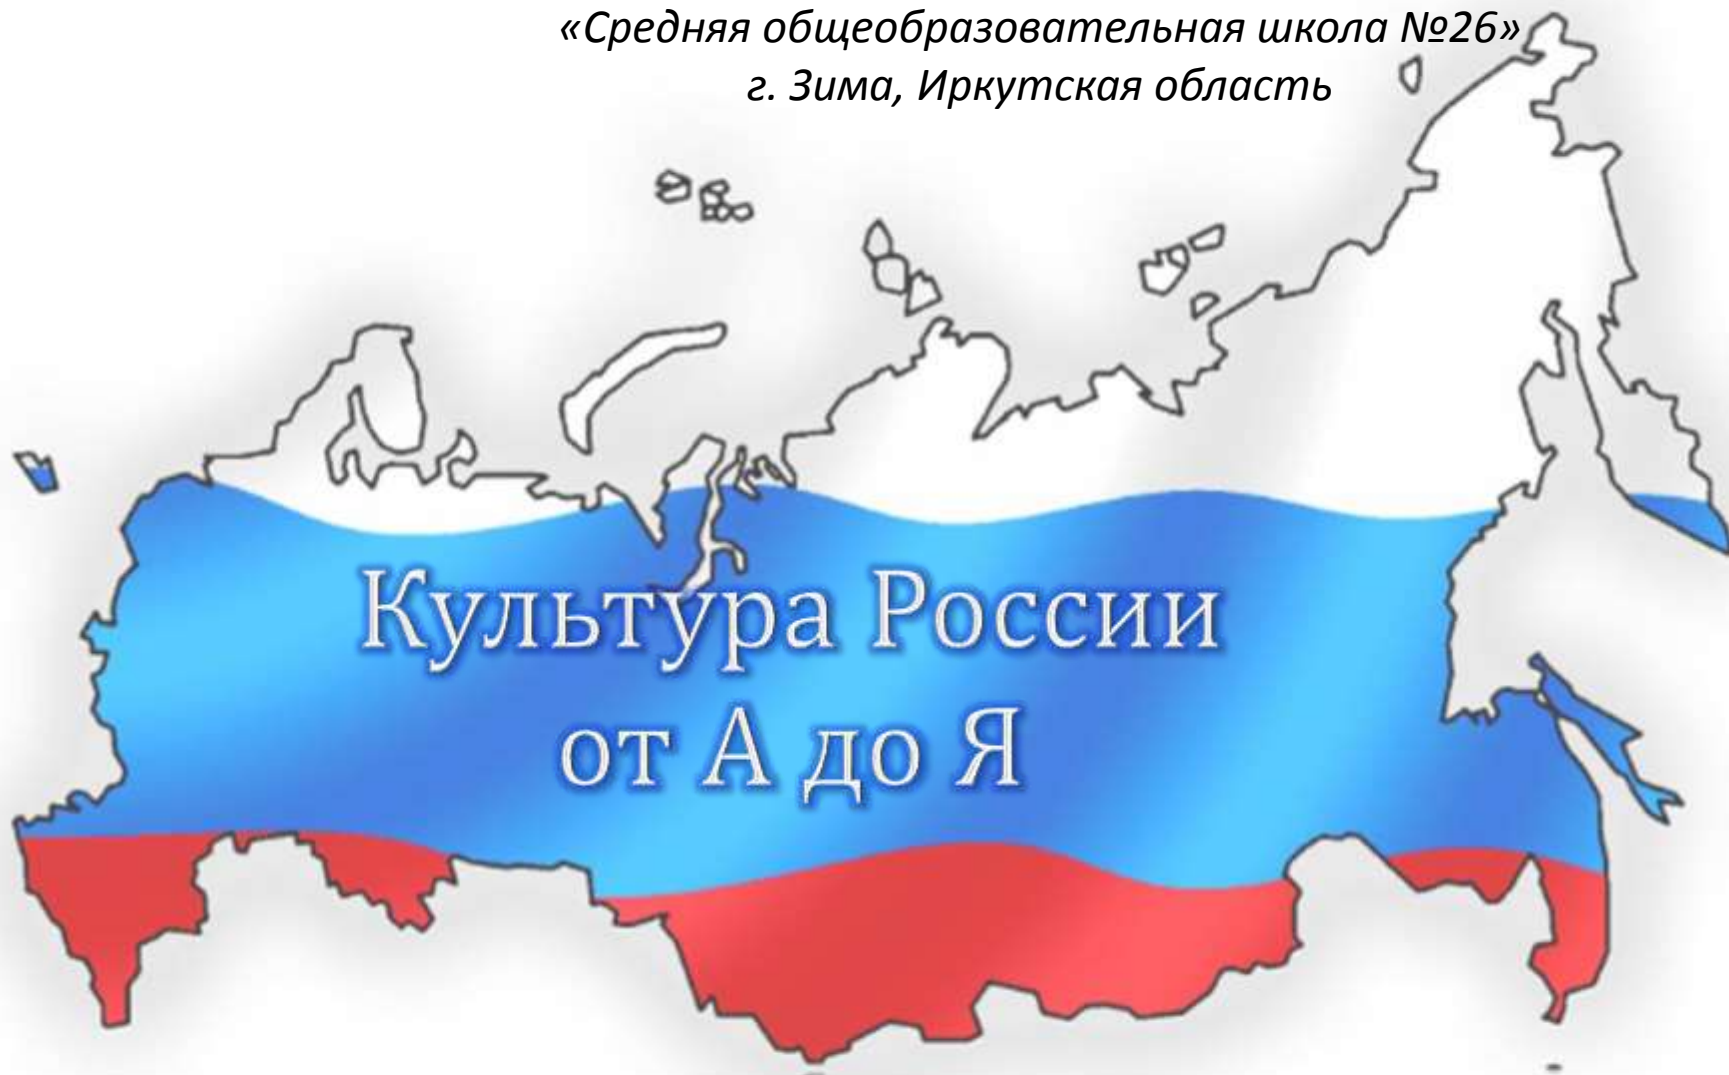 «Средняя общеобразовательная школа №26»
г. Зима, Иркутская область
Культура России
от А до Я